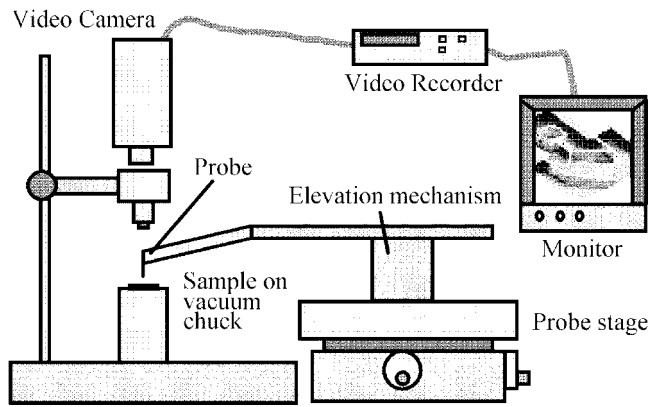 Video Camera
Video Recorder
Probe
Elevation mechanism
Monitor
Sample on
vacuum
chuck
Probe stage